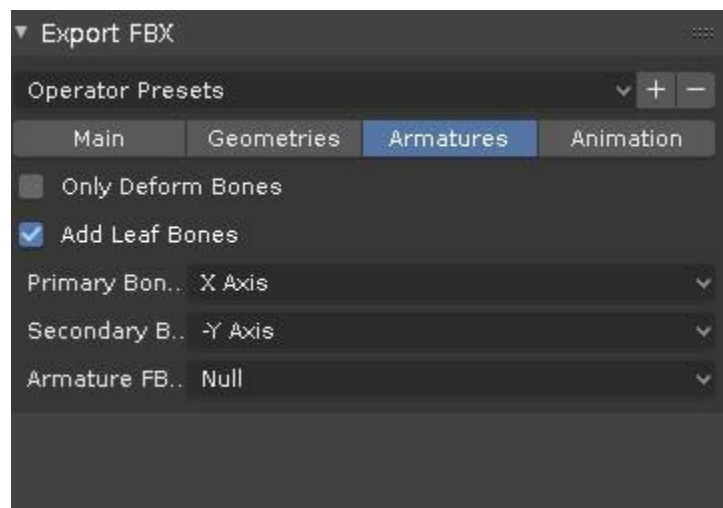 Export FBX
Operator Presets
Main Geometries Armatures Animation
Only Deform Bones
Add Leaf Bones
Primary Bon.. X Axis
Secondary B.. -Y Axis
Armature FB.. Null